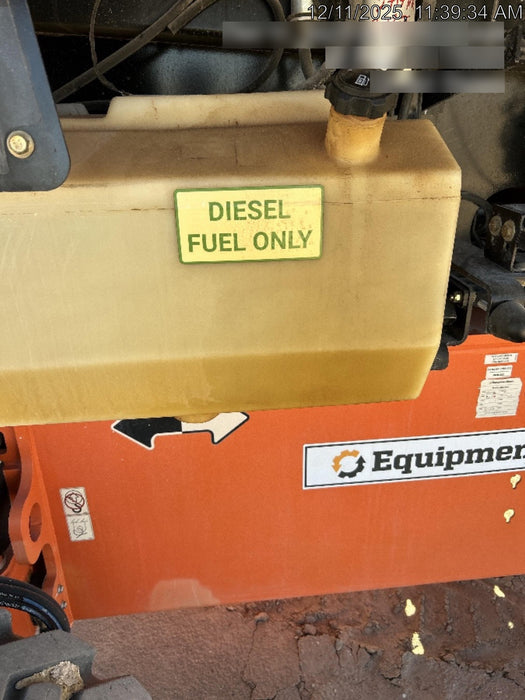 12/11/2025, 11:39:34 AM
DIESEL
FUEL ONLY
Equipmen